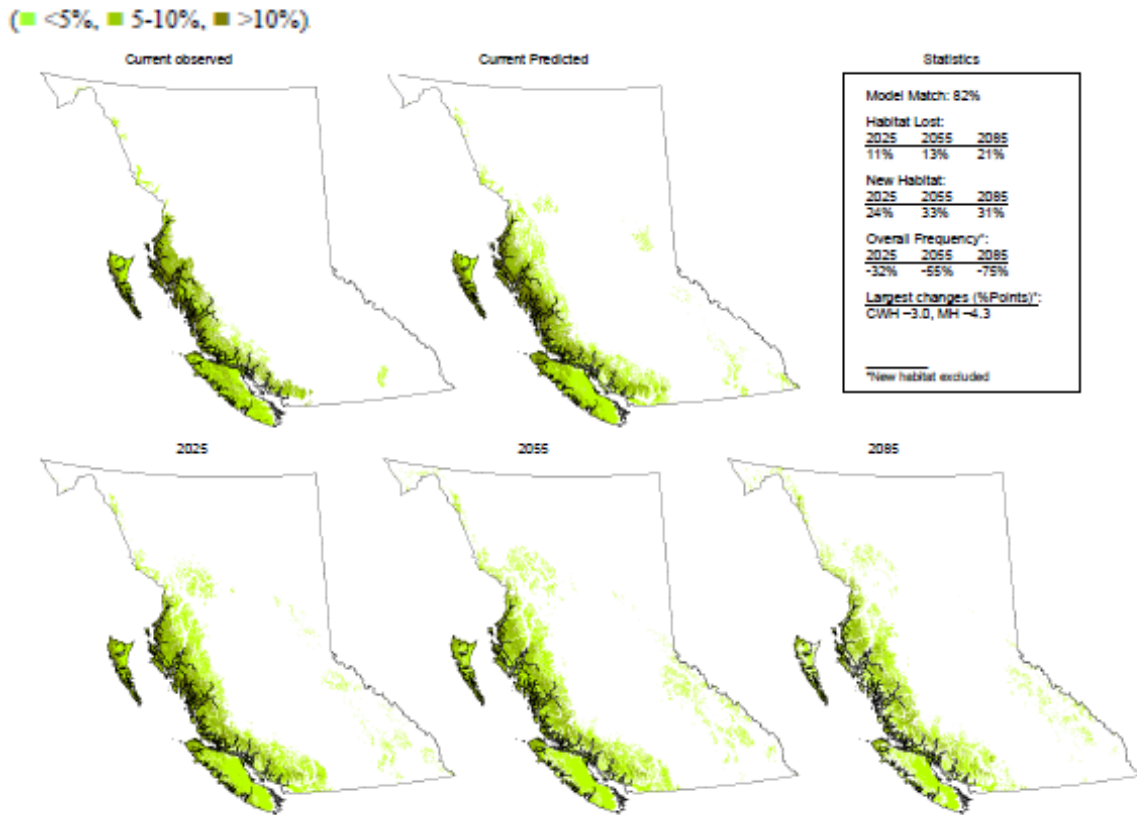 (■ <5%, ■ 5-10%, ■ >10%)
Current observed
Current Predicted
Statistics
Model Match: 82%
Habitat Lost:
2025 2055 2085
11% 13% 21%
New Habitat:
2025 2055 2085
24% 33% 31%
Overall Frequency*:
2025 2055 2085
-32% -55% -75%
Largest changes (%Points)*:
CWH -3.0, MH -4.3
*New habitat excluded
2025
2055
2085